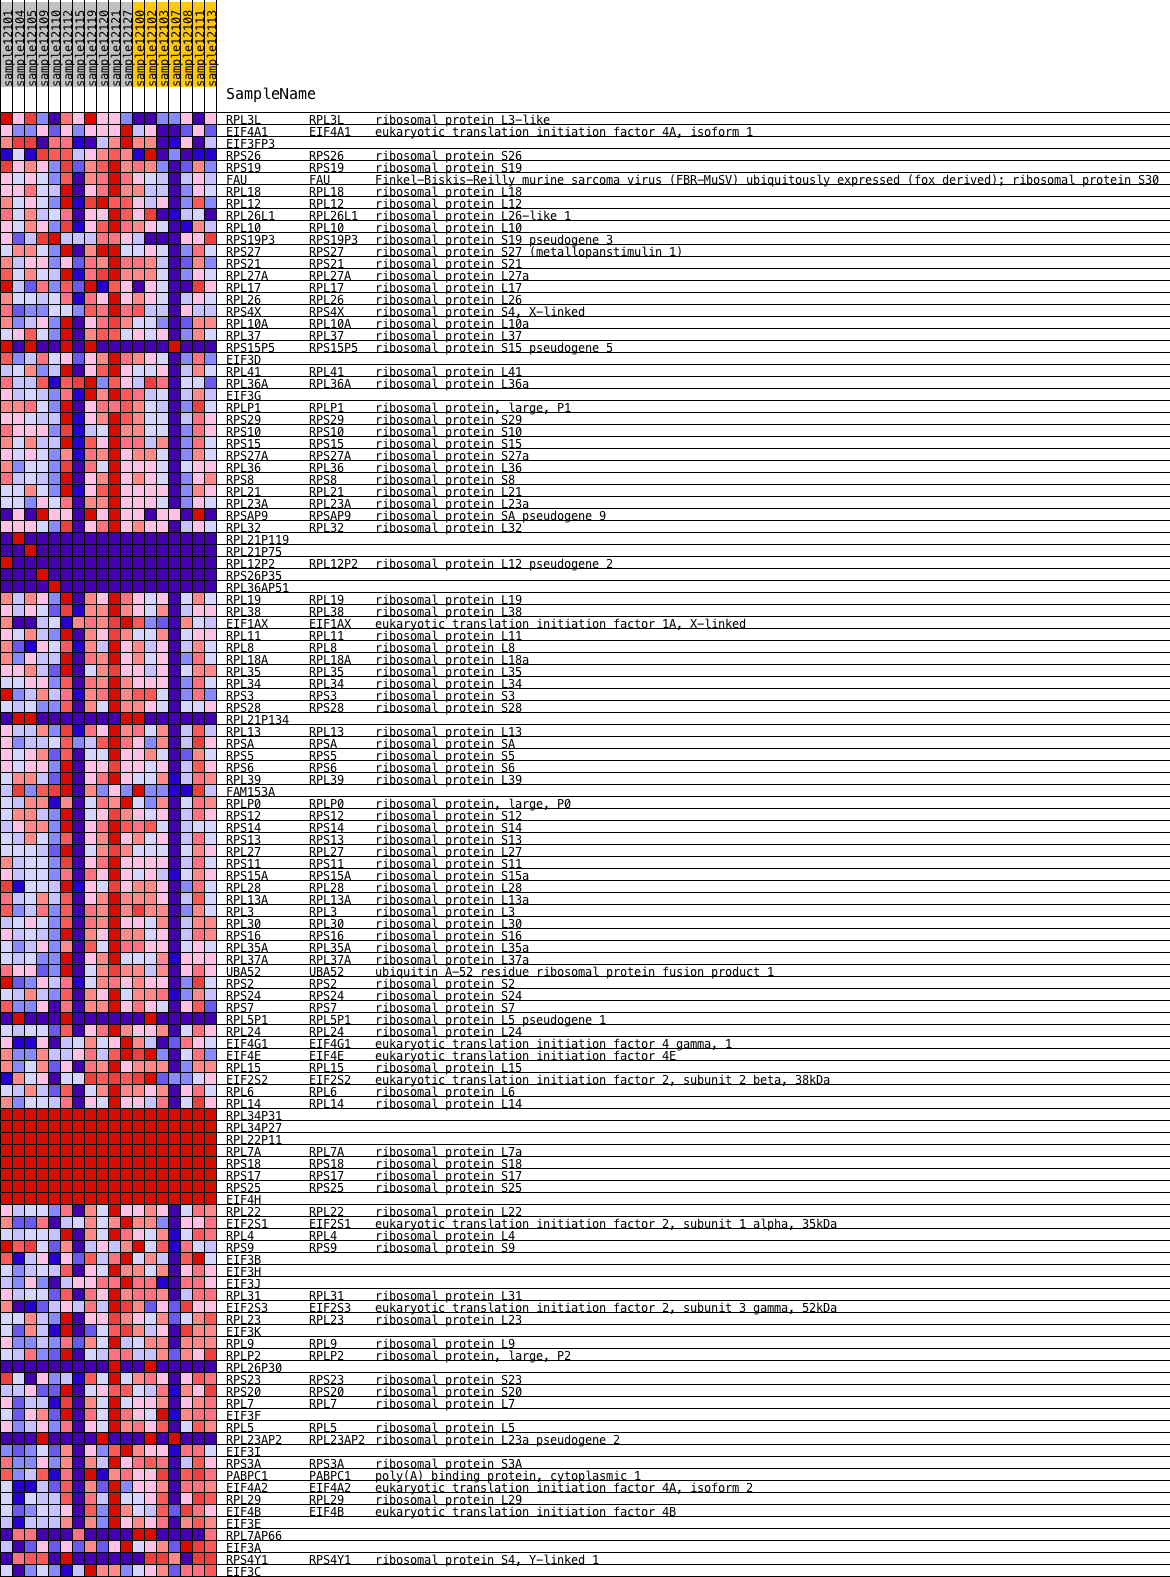 sample12101
sample12104
sample12105
sample12109
sample12110
sample12112
sample12115
sample12119
sample12120
sample12121
sample12127
sample12100
sample12102
sample12103
sample12107
sample12108
sample12111
sample12113
SampleName
RPL3L RPL3L ribosomal protein L3-like
EIF4A1 EIF4A1 eukaryotic translation initiation factor 4A, isoform 1
EIF3FP3
RPS26 RPS26 ribosomal protein S26
RPS19 RPS19 ribosomal protein S19
FAU FAU Finkel-Biskis-Reilly murine sarcoma virus (FBR-MuSV) ubiquitously expressed (fox derived); ribosomal protein S30
RPL18 RPL18 ribosomal protein L18
RPL12 RPL12 ribosomal protein L12
RPL26L1 RPL26L1 ribosomal protein L26-like 1
RPL10 RPL10 ribosomal protein L10
RPS19P3 RPS19P3 ribosomal protein S19 pseudogene 3
RPS27 RPS27 ribosomal protein S27 (metallopanstimulin 1)
RPS21 RPS21 ribosomal protein S21
RPL27A RPL27A ribosomal protein L27a
RPL17 RPL17 ribosomal protein L17
RPL26 RPL26 ribosomal protein L26
RPS4X RPS4X ribosomal protein S4, X-linked
RPL10A RPL10A ribosomal protein L10a
RPL37 RPL37 ribosomal protein L37
RPS15P5 RPS15P5 ribosomal protein S15 pseudogene 5
EIF3D
RPL41 RPL41 ribosomal protein L41
RPL36A RPL36A ribosomal protein L36a
EIF3G
RPLP1 RPLP1 ribosomal protein, large, P1
RPS29 RPS29 ribosomal protein S29
RPS10 RPS10 ribosomal protein S10
RPS15 RPS15 ribosomal protein S15
RPS27A RPS27A ribosomal protein S27a
RPL36 RPL36 ribosomal protein L36
RPS8 RPS8 ribosomal protein S8
RPL21 RPL21 ribosomal protein L21
RPL23A RPL23A ribosomal protein L23a
RPSAP9 RPSAP9 ribosomal protein SA pseudogene 9
RPL32 RPL32 ribosomal protein L32
RPL21P119
RPL21P75
RPL12P2 RPL12P2 ribosomal protein L12 pseudogene 2
RPS26P35
RPL36AP51
RPL19 RPL19 ribosomal protein L19
RPL38 RPL38 ribosomal protein L38
EIF1AX EIF1AX eukaryotic translation initiation factor 1A, X-linked
RPL11 RPL11 ribosomal protein L11
RPL8 RPL8 ribosomal protein L8
RPL18A RPL18A ribosomal protein L18a
RPL35 RPL35 ribosomal protein L35
RPL34 RPL34 ribosomal protein L34
RPS3 RPS3 ribosomal protein S3
RPS28 RPS28 ribosomal protein S28
RPL21P134
RPL13 RPL13 ribosomal protein L13
RPSA RPSA ribosomal protein SA
RPS5 RPS5 ribosomal protein S5
RPS6 RPS6 ribosomal protein S6
RPL39 RPL39 ribosomal protein L39
FAM153A
RPLP0 RPLP0 ribosomal protein, large, P0
RPS12 RPS12 ribosomal protein S12
RPS14 RPS14 ribosomal protein S14
RPS13 RPS13 ribosomal protein S13
RPL27 RPL27 ribosomal protein L27
RPS11 RPS11 ribosomal protein S11
RPS15A RPS15A ribosomal protein S15a
RPL28 RPL28 ribosomal protein L28
RPL13A RPL13A ribosomal protein L13a
RPL3 RPL3 ribosomal protein L3
RPL30 RPL30 ribosomal protein L30
RPS16 RPS16 ribosomal protein S16
RPL35A RPL35A ribosomal protein L35a
RPL37A RPL37A ribosomal protein L37a
UBA52 UBA52 ubiquitin A-52 residue ribosomal protein fusion product 1
RPS2 RPS2 ribosomal protein S2
RPS24 RPS24 ribosomal protein S24
RPS7 RPS7 ribosomal protein S7
RPL5P1 RPL5P1 ribosomal protein L5 pseudogene 1
RPL24 RPL24 ribosomal protein L24
EIF4G1 EIF4G1 eukaryotic translation initiation factor 4 gamma, 1
EIF4E EIF4E eukaryotic translation initiation factor 4E
RPL15 RPL15 ribosomal protein L15
EIF2S2 EIF2S2 eukaryotic translation initiation factor 2, subunit 2 beta, 38kDa
RPL6 RPL6 ribosomal protein L6
RPL14 RPL14 ribosomal protein L14
RPL34P31
RPL34P27
RPL22P11
RPL7A RPL7A ribosomal protein L7a
RPS18 RPS18 ribosomal protein S18
RPS17 RPS17 ribosomal protein S17
RPS25 RPS25 ribosomal protein S25
EIF4H
RPL22 RPL22 ribosomal protein L22
EIF2S1 EIF2S1 eukaryotic translation initiation factor 2, subunit 1 alpha, 35kDa
RPL4 RPL4 ribosomal protein L4
RPS9 RPS9 ribosomal protein S9
EIF3B
EIF3H
EIF3J
RPL31 RPL31 ribosomal protein L31
EIF2S3 EIF2S3 eukaryotic translation initiation factor 2, subunit 3 gamma, 52kDa
RPL23 RPL23 ribosomal protein L23
EIF3K
RPL9 RPL9 ribosomal protein L9
RPLP2 RPLP2 ribosomal protein, large, P2
RPL26P30
RPS23 RPS23 ribosomal protein S23
RPS20 RPS20 ribosomal protein S20
RPL7 RPL7 ribosomal protein L7
EIF3F
RPL5 RPL5 ribosomal protein L5
RPL23AP2 RPL23AP2 ribosomal protein L23a pseudogene 2
EIF3I
RPS3A RPS3A ribosomal protein S3A
PABPC1 PABPC1 poly(A) binding protein, cytoplasmic 1
EIF4A2 EIF4A2 eukaryotic translation initiation factor 4A, isoform 2
RPL29 RPL29 ribosomal protein L29
EIF4B EIF4B eukaryotic translation initiation factor 4B
EIF3E
RPL7AP66
EIF3A
RPS4Y1 RPS4Y1 ribosomal protein S4, Y-linked 1
EIF3C